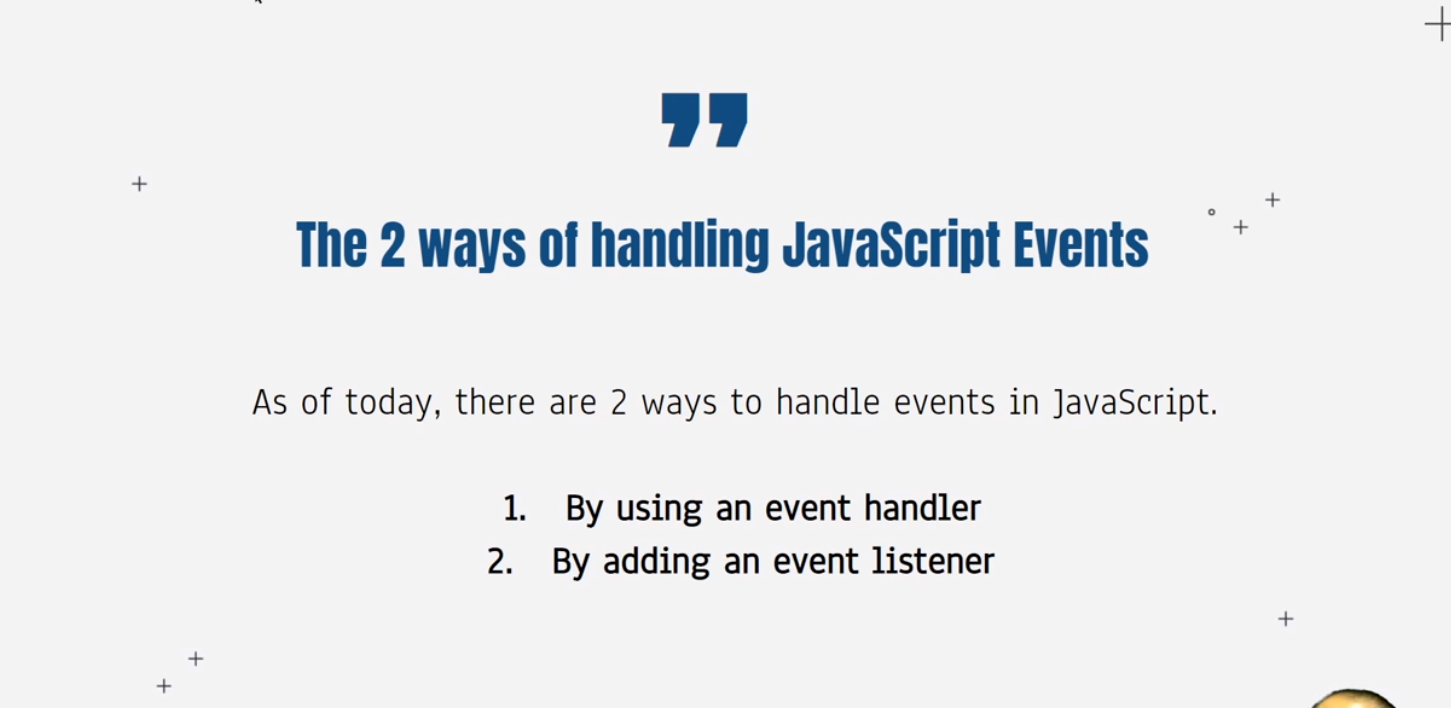 ”
The 2 ways of handling JavaScript Events
As of today, there are 2 ways to handle events in JavaScript.
1. By using an event handler
2. By adding an event listener